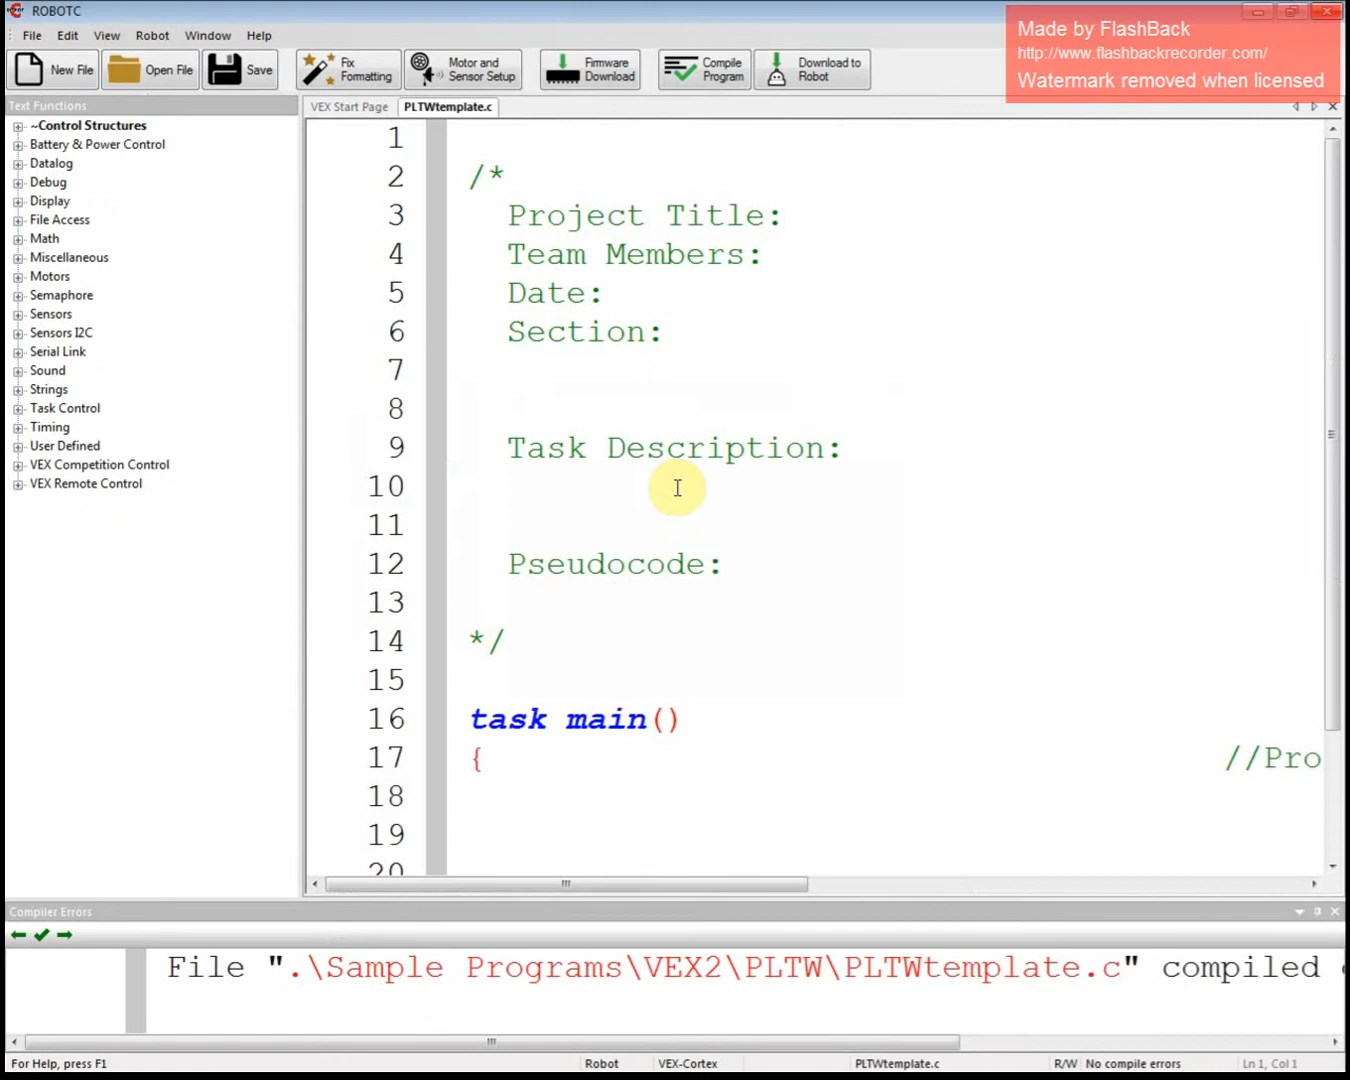 ROBOTC
Made by FlashBack
http://www.flashbackrecorder.com/
Watermark removed when licensed
File Edit View Robot Window Help
New File
Open File
Save
Fix Formatting
Motor and Sensor Setup
Firmware Download
Compile Program
Download to Robot
Text Functions
VEX Start Page
PLTWtemplate.c
~Control Structures
Battery & Power Control
Datalog
Debug
Display
File Access
Math
Miscellaneous
Motors
Semaphore
Sensors
Sensors I2C
Serial Link
Sound
Strings
Task Control
Timing
User Defined
VEX Competition Control
VEX Remote Control
1
2 /*
3 Project Title:
4 Team Members:
5 Date:
6 Section:
7
8
9 Task Description:
10
11
12 Pseudocode:
13
14 */
15
16 task main()
17 { //Pro
18
19
20
Compiler Errors
File ".\Sample Programs\VEX2\PLTW\PLTWtemplate.c" compiled
For Help, press F1 Robot VEX-Cortex PLTWtemplate.c R/W No compile errors Ln 1, Col 1